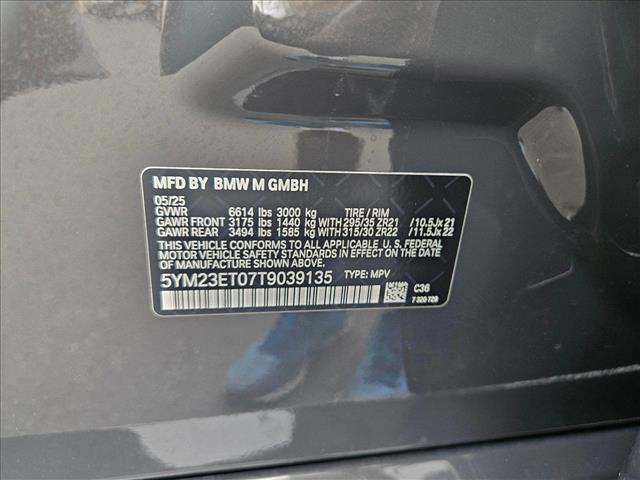 MFD BY BMW M GMBH
05/25
GVWR 6614 lbs 3000 kg TIRE / RIM
GAWR FRONT 3175 lbs 1440 kg WITH 295/35 ZR21 /10.5Jx 21
GAWR REAR 3494 lbs 1585 kg WITH 315/30 ZR22 /11.5Jx 22
THIS VEHICLE CONFORMS TO ALL APPLICABLE U. S. FEDERAL
MOTOR VEHICLE SAFETY STANDARDS IN EFFECT ON THE DATE
OF MANUFACTURE SHOWN ABOVE.
5YM23ET07T9039135 TYPE: MPV
C36
7 320 729